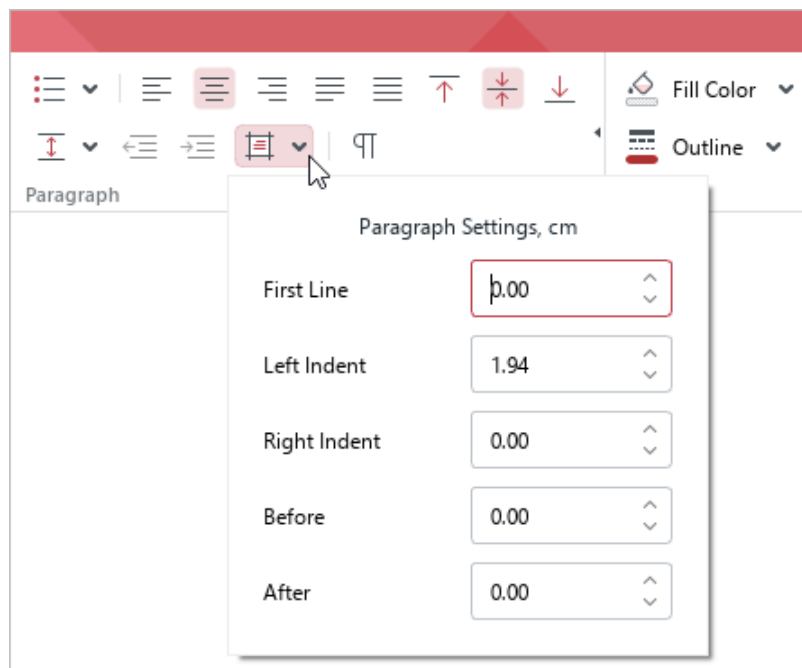 Fill Color
Outline
Paragraph
Paragraph Settings, cm
First Line 0.00
Left Indent 1.94
Right Indent 0.00
Before 0.00
After 0.00